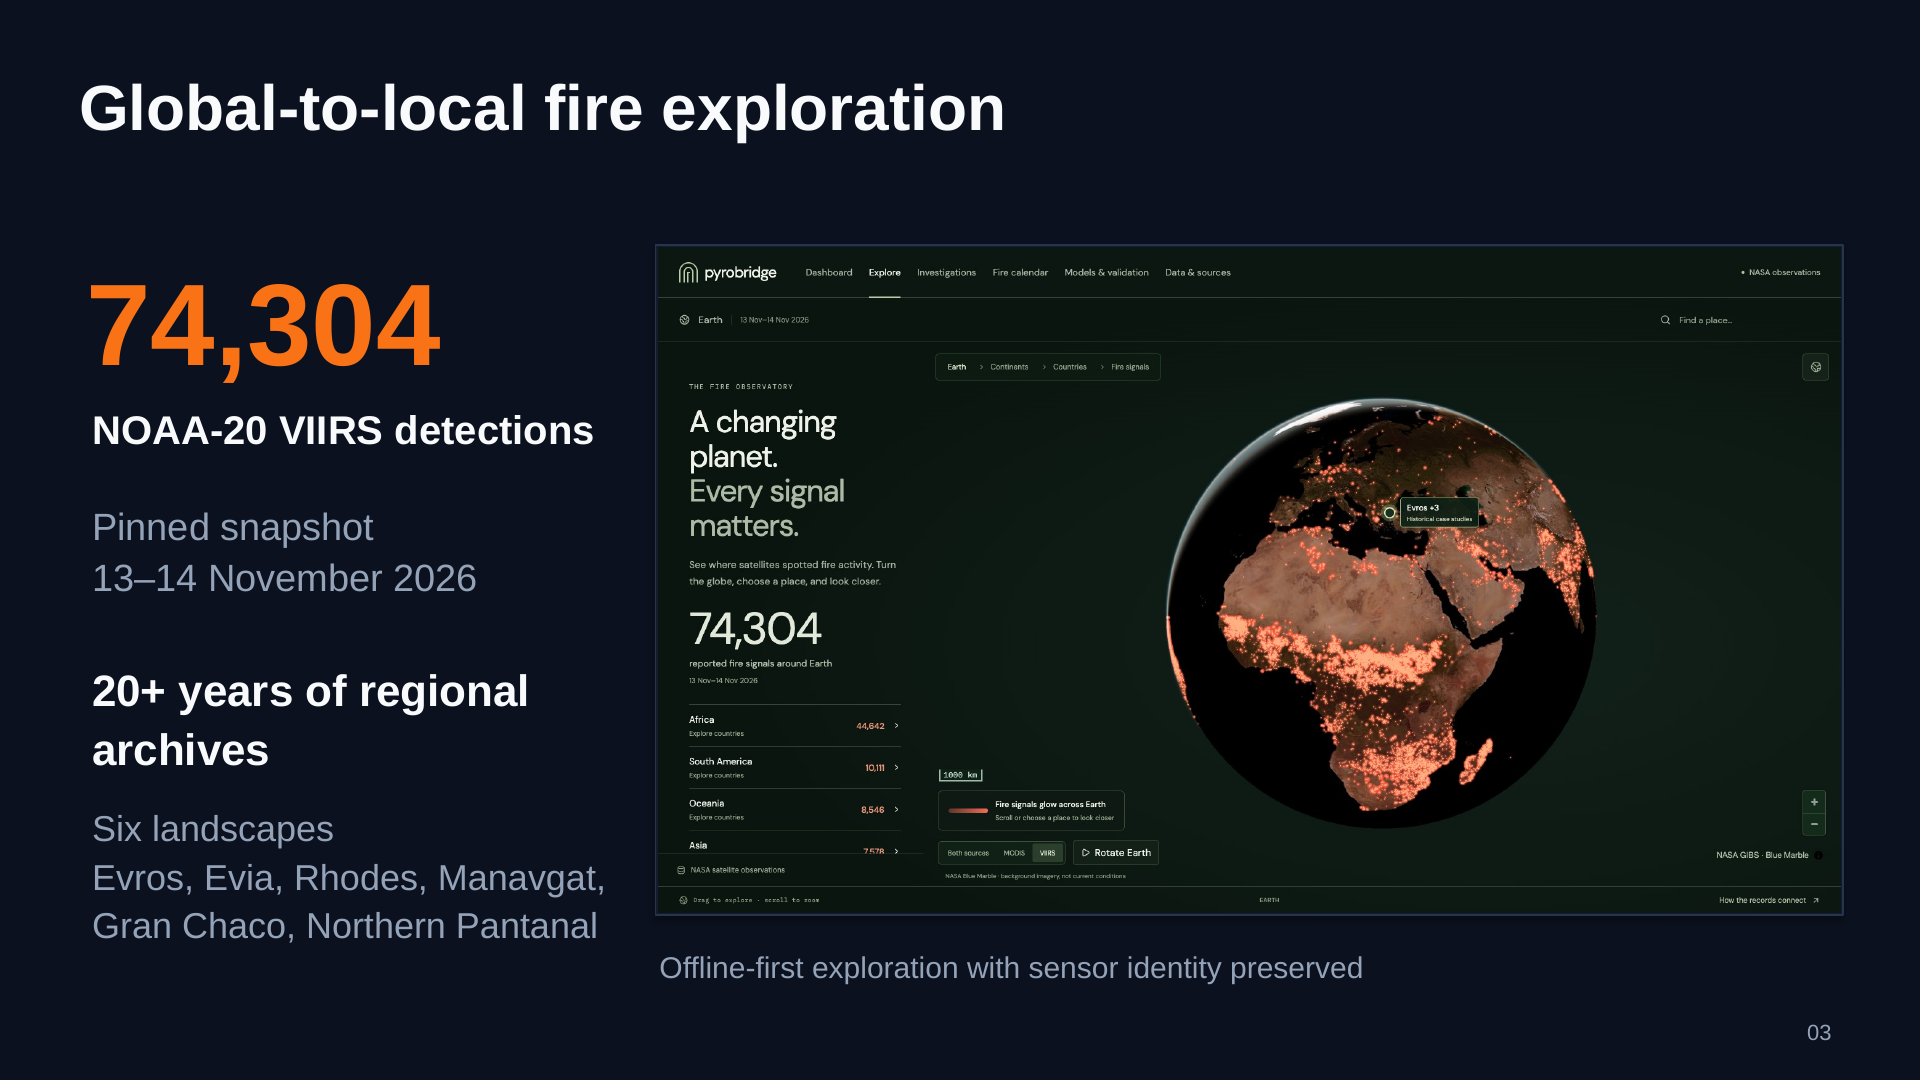 Global-to-local fire exploration
74,304
NOAA-20 VIIRS detections
Pinned snapshot
13–14 November 2026
20+ years of regional
archives
Six landscapes
Evros, Evia, Rhodes, Manavgat,
Gran Chaco, Northern Pantanal
pyrobridge Dashboard Explore Investigations Fire calendar Models & validation Data & sources • NASA observations
Earth 13 Nov–14 Nov 2026 Find a place...
Earth > Continents > Countries > Fire signals
THE FIRE OBSERVATORY
A changing
planet.
Every signal
matters.
See where satellites spotted fire activity. Turn
the globe, choose a place, and look closer.
74,304
reported fire signals around Earth
13 Nov–14 Nov 2026
Africa 44,642 >
Explore countries
South America 10,111 >
Explore countries
Oceania 8,546 >
Explore countries
Asia 7,578 >
NASA satellite observations
Evros +3
Historical case studies
1000 km
Fire signals glow across Earth
Scroll or choose a place to look closer
Both sources MODIS VIIRS Rotate Earth
NASA Blue Marble · background imagery, not current conditions
+
−
NASA GIBS · Blue Marble
Drag to explore · scroll to zoom EARTH How the records connect ↗
Offline-first exploration with sensor identity preserved
03